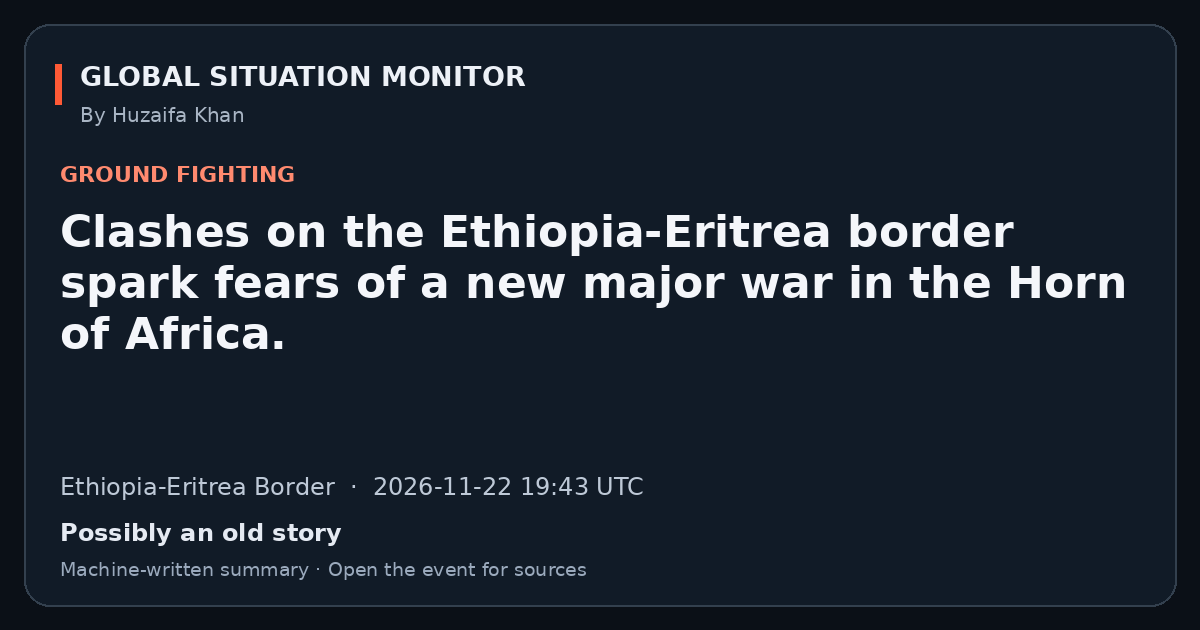 GLOBAL SITUATION MONITOR
By Huzaifa Khan
GROUND FIGHTING
Clashes on the Ethiopia-Eritrea border
spark fears of a new major war in the Horn
of Africa.
Ethiopia-Eritrea Border · 2026-11-22 19:43 UTC
Possibly an old story
Machine-written summary · Open the event for sources